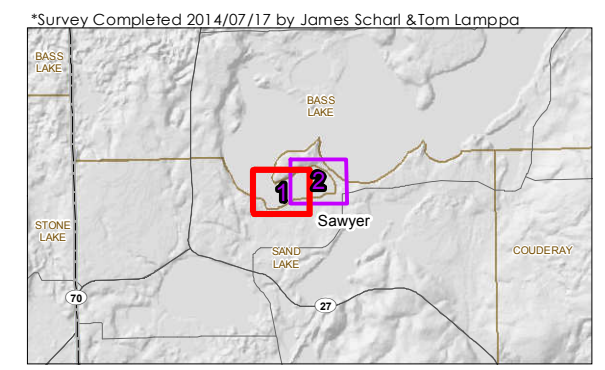 *Survey Completed 2014/07/17 by James Scharl &Tom Lamppa
BASS
LAKE
BASS
LAKE
1
2
Sawyer
STONE
LAKE
SAND
LAKE
COUDERAY
70
27